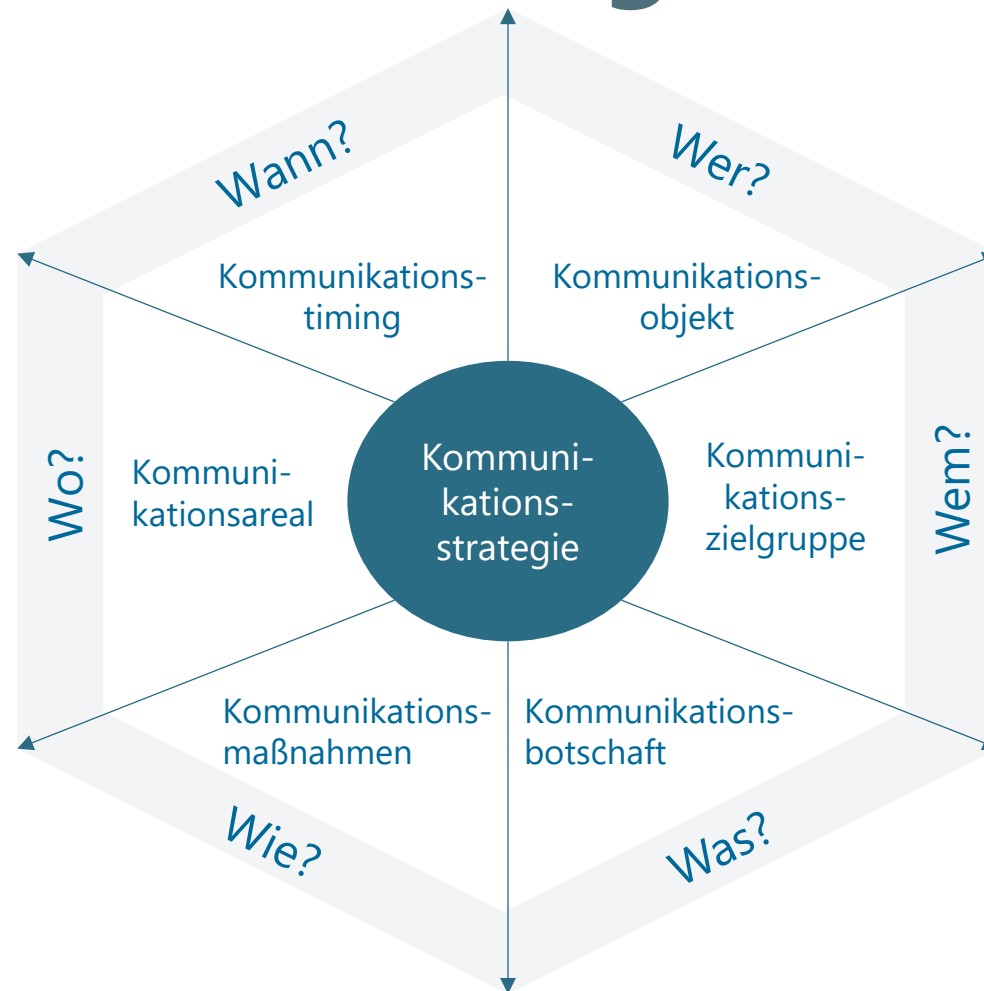 Wann?
Wer?
Kommunikations-
timing
Kommunikations-
objekt
Wo?
Kommuni-
kationsareal
Kommuni-
kations-
strategie
Kommuni-
kations-
zielgruppe
Wem?
Kommunikations-
maßnahmen
Kommunikations-
botschaft
Wie?
Was?